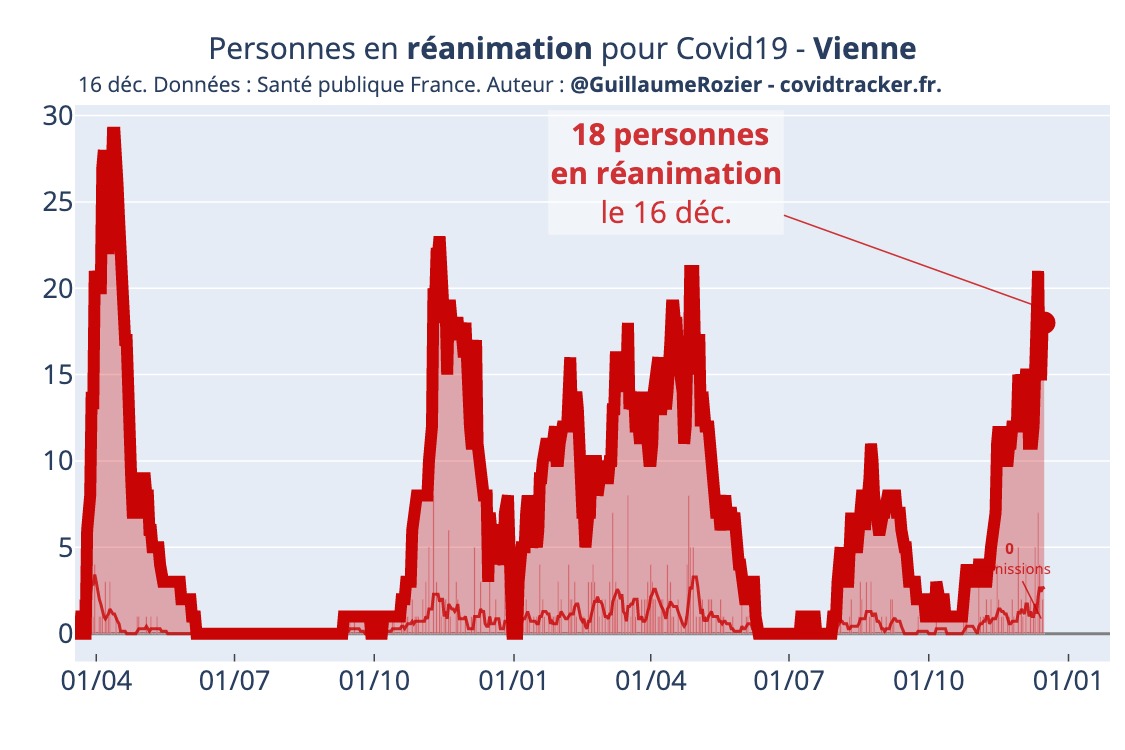 Personnes en réanimation pour Covid19 - Vienne
16 déc. Données : Santé publique France. Auteur : @GuillaumeRozier - covidtracker.fr.
30
18 personnes
en réanimation
le 16 déc.
25
20
15
10
5
0
missions
0
01/04
01/07
01/10
01/01
01/04
01/07
01/10
01/01